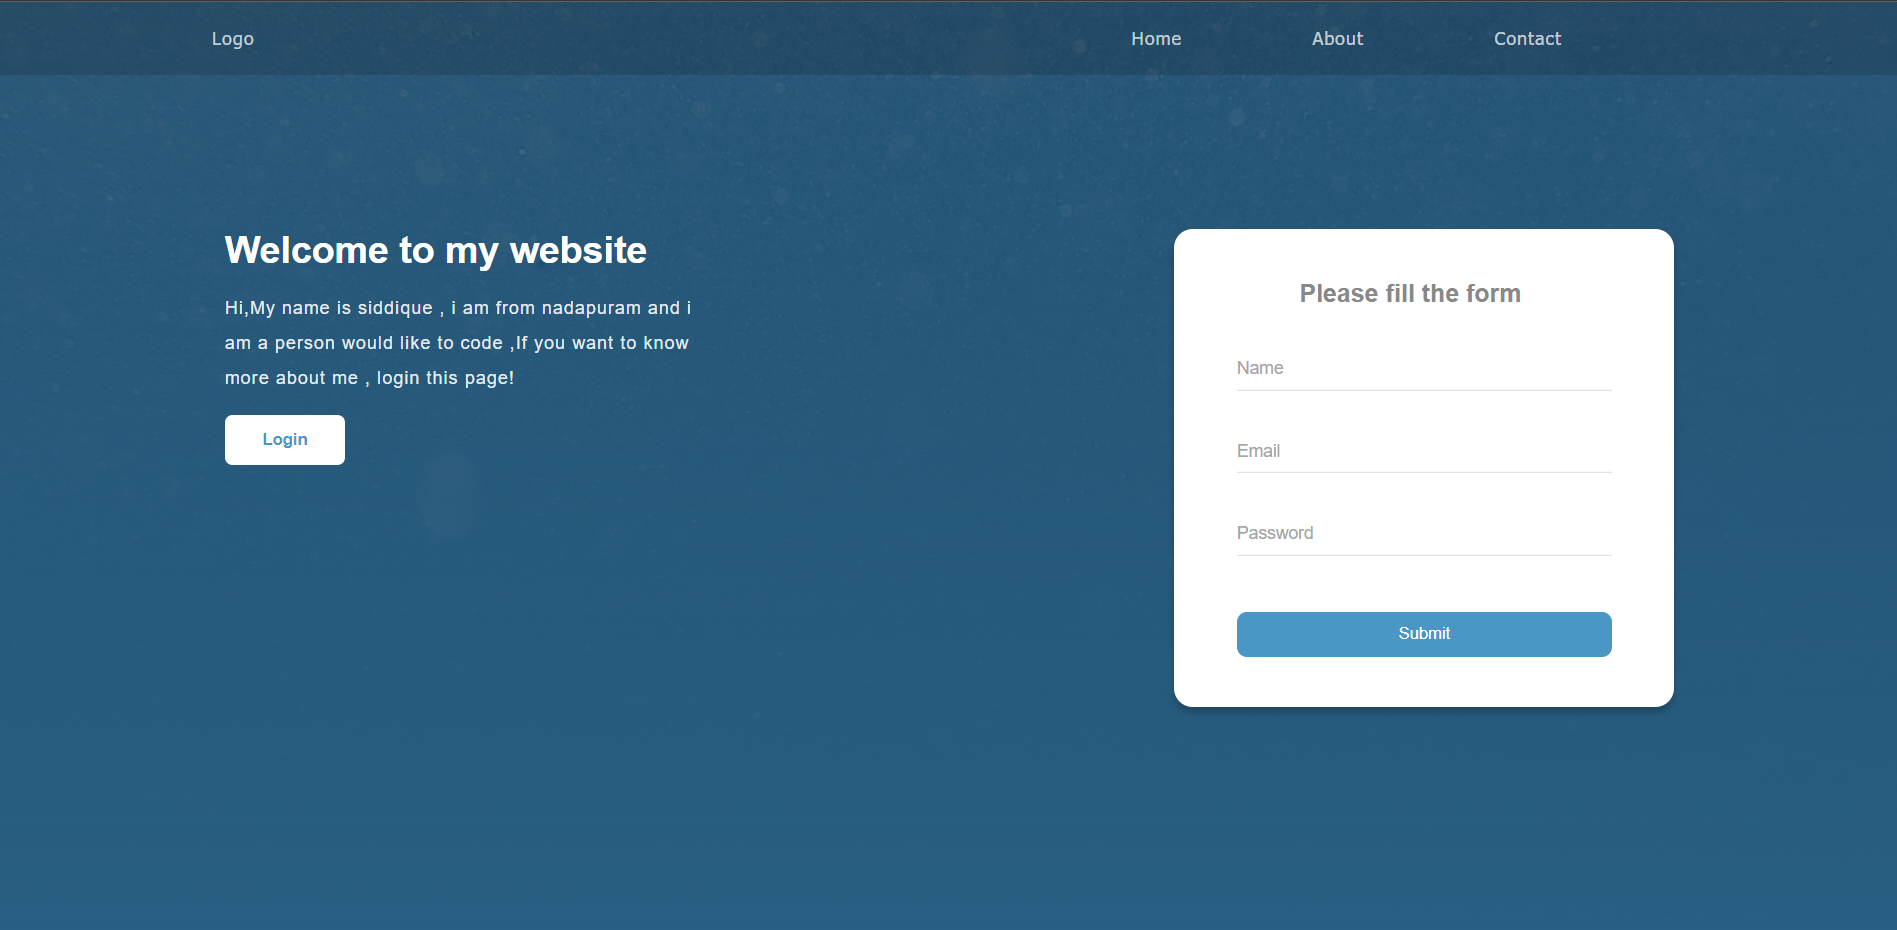 Logo
Home
About
Contact
Welcome to my website
Hi,My name is siddique , i am from nadapuram and i
am a person would like to code ,If you want to know
more about me , login this page!
Login
Please fill the form
Name
Email
Password
Submit